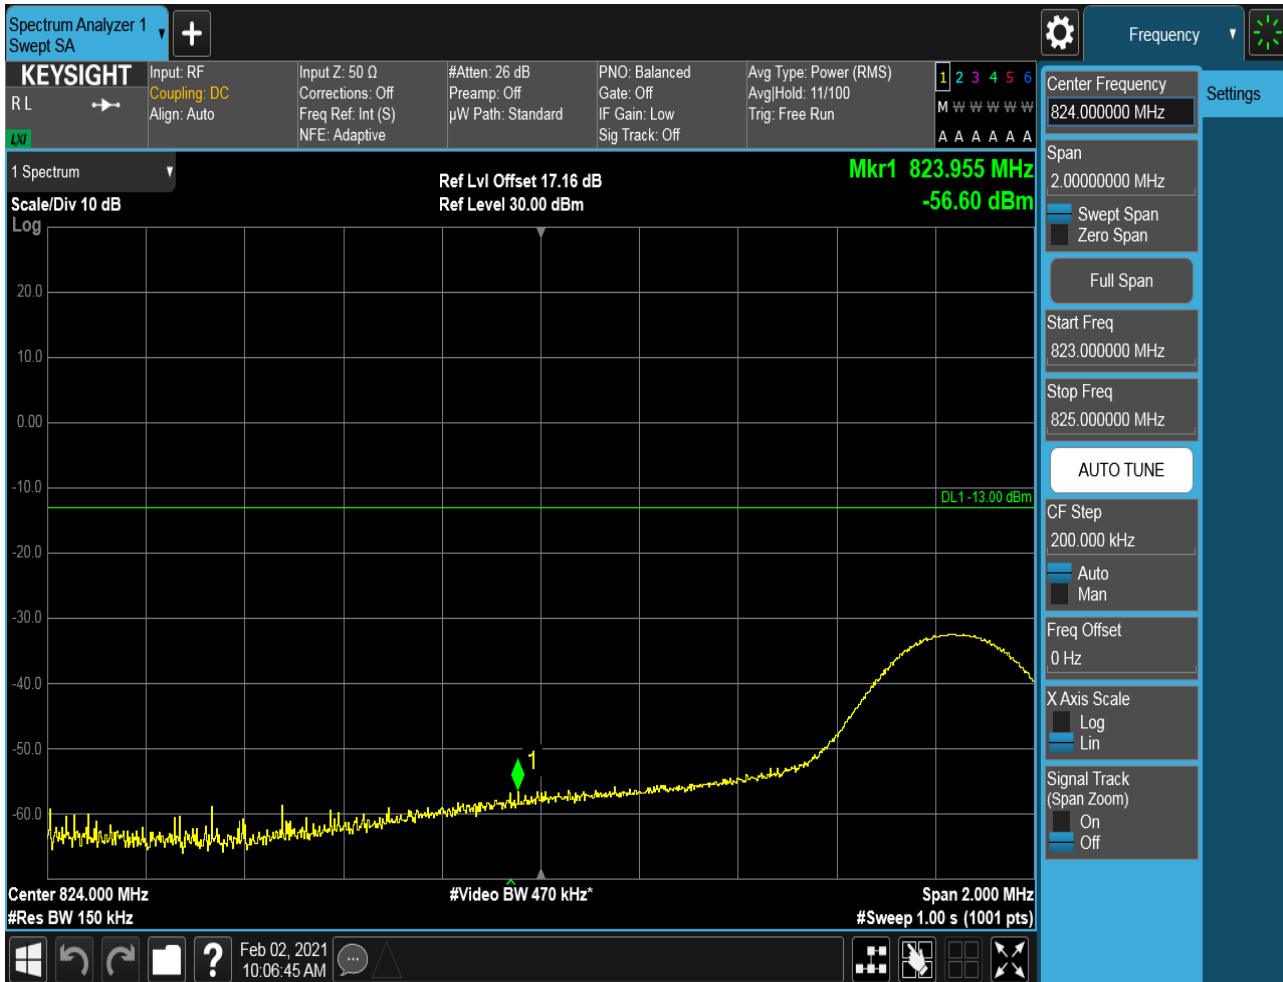 Spectrum Analyzer 1
Swept SA
+
Frequency
KEYSIGHT
R L
LXI
Input: RF
Coupling: DC
Align: Auto
Input Z: 50 Ω
Corrections: Off
Freq Ref: Int (S)
NFE: Adaptive
#Atten: 26 dB
Preamp: Off
µW Path: Standard
PNO: Balanced
Gate: Off
IF Gain: Low
Sig Track: Off
Avg Type: Power (RMS)
Avg|Hold: 11/100
Trig: Free Run
1 2 3 4 5 6
M W W W W W
A A A A A A
1 Spectrum
Scale/Div 10 dB
Log
Ref Lvl Offset 17.16 dB
Ref Level 30.00 dBm
Mkr1 823.955 MHz
-56.60 dBm
20.0
10.0
0.00
-10.0
-20.0
-30.0
-40.0
-50.0
-60.0
DL1 -13.00 dBm
1
Center 824.000 MHz
#Res BW 150 kHz
#Video BW 470 kHz*
Span 2.000 MHz
#Sweep 1.00 s (1001 pts)
?
Feb 02, 2021
10:06:45 AM
Center Frequency
824.000000 MHz
Settings
Span
2.00000000 MHz
Swept Span
Zero Span
Full Span
Start Freq
823.000000 MHz
Stop Freq
825.000000 MHz
AUTO TUNE
CF Step
200.000 kHz
Auto
Man
Freq Offset
0 Hz
X Axis Scale
Log
Lin
Signal Track
(Span Zoom)
On
Off